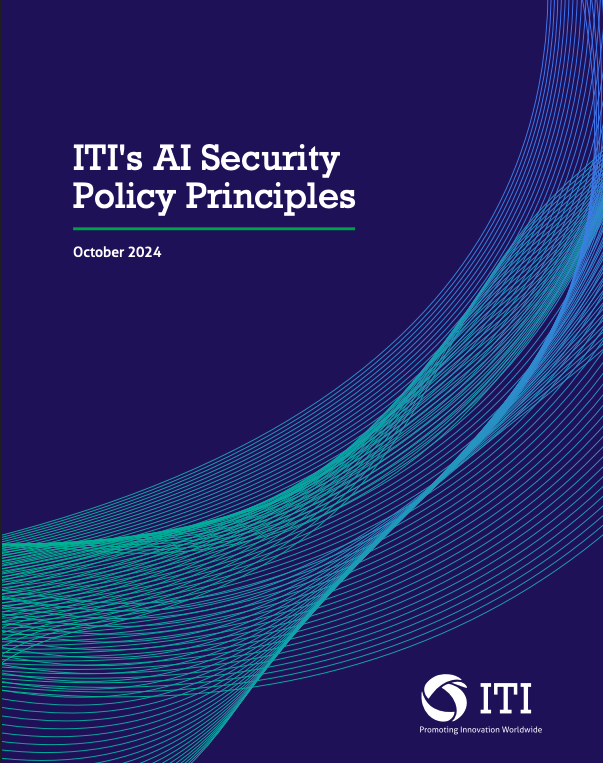 ITI's AI Security
Policy Principles
October 2024
ITI
Promoting Innovation Worldwide